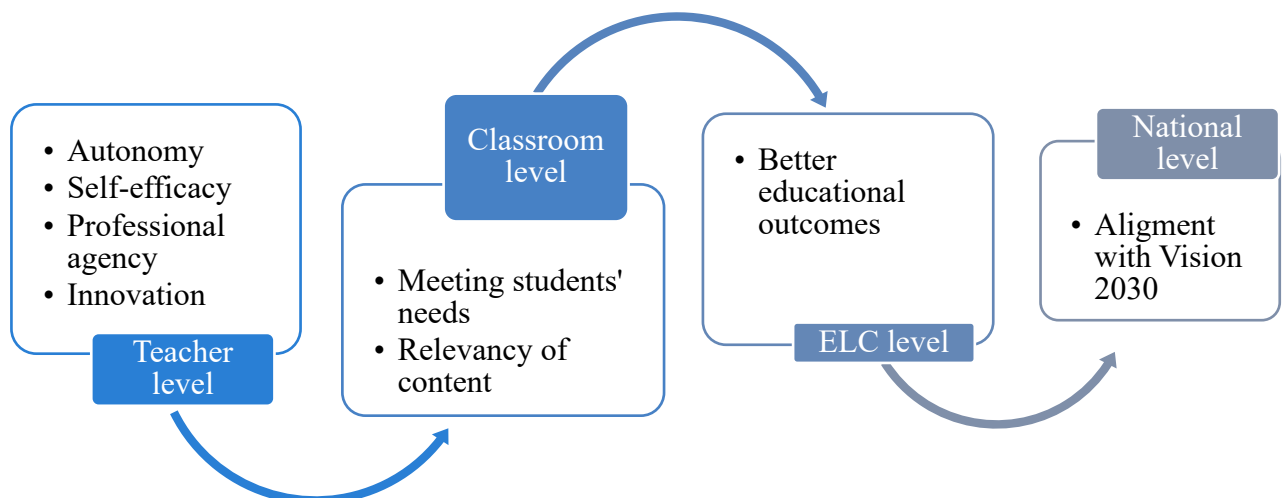 • Autonomy
• Self-efficacy
• Professional
agency
• Innovation
Teacher
level
Classroom
level
• Meeting students'
needs
• Relevancy of
content
• Better
educational
outcomes
ELC level
National
level
• Aligment
with Vision
2030